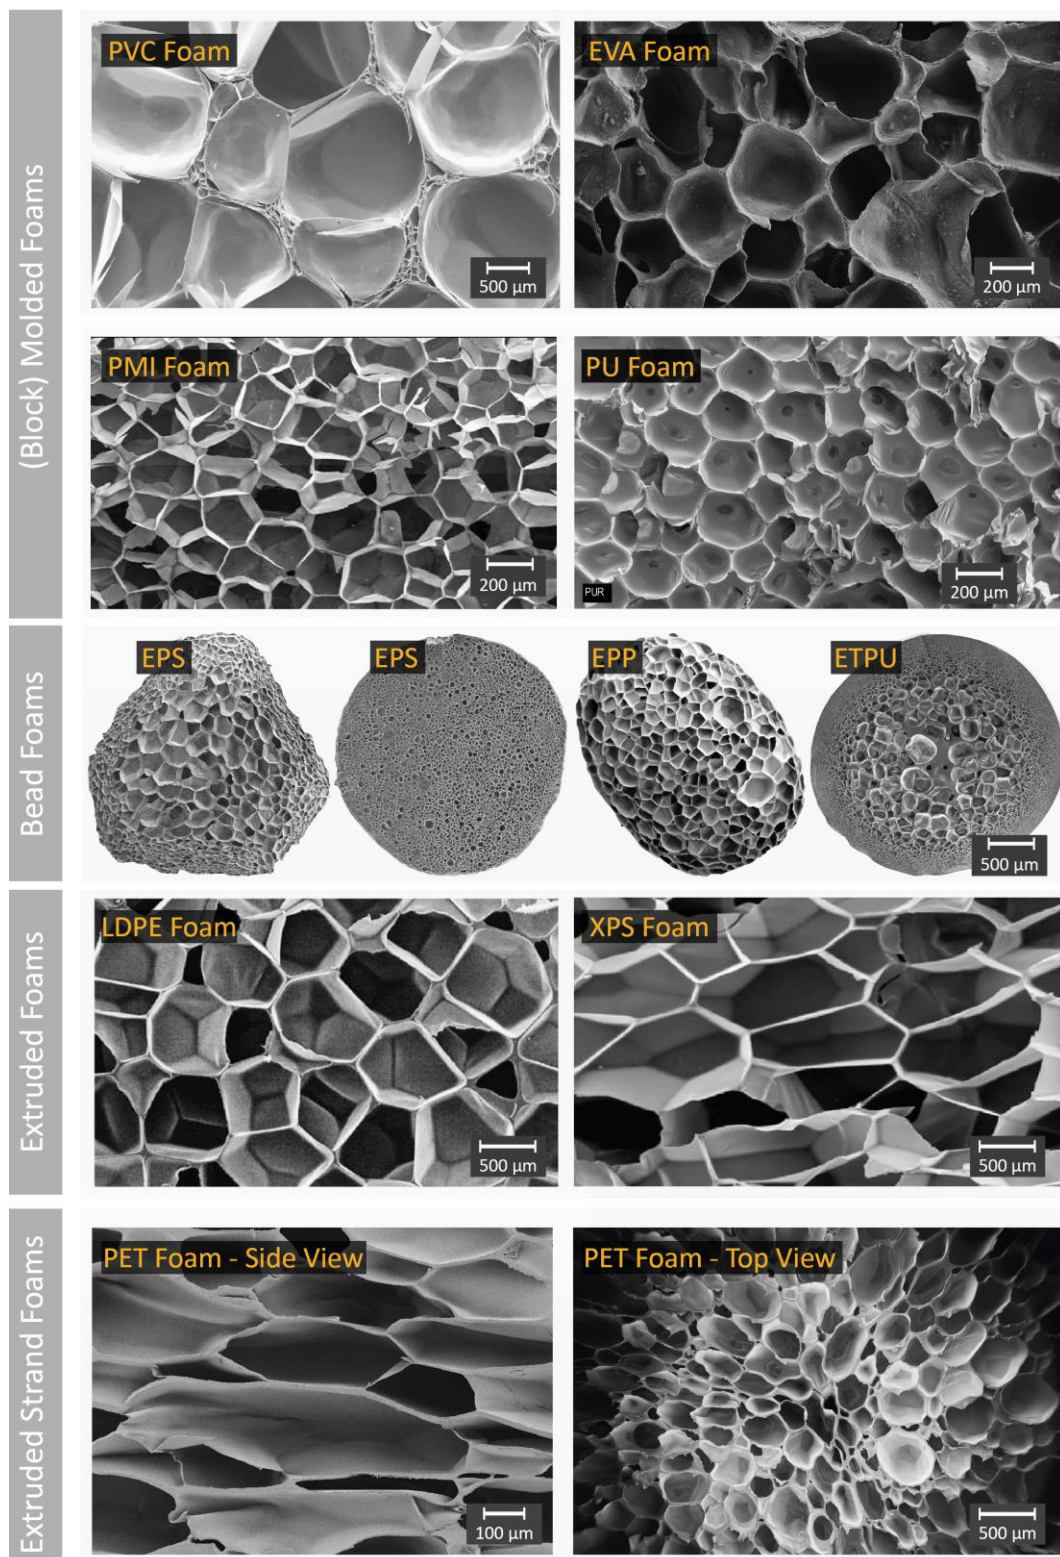 (Block) Molded Foams
PVC Foam
500 µm
EVA Foam
200 µm
PMI Foam
200 µm
PU Foam
PUR
200 µm
Bead Foams
EPS
EPS
EPP
ETPU
500 µm
Extruded Foams
LDPE Foam
500 µm
XPS Foam
500 µm
Extruded Strand Foams
PET Foam - Side View
100 µm
PET Foam - Top View
500 µm